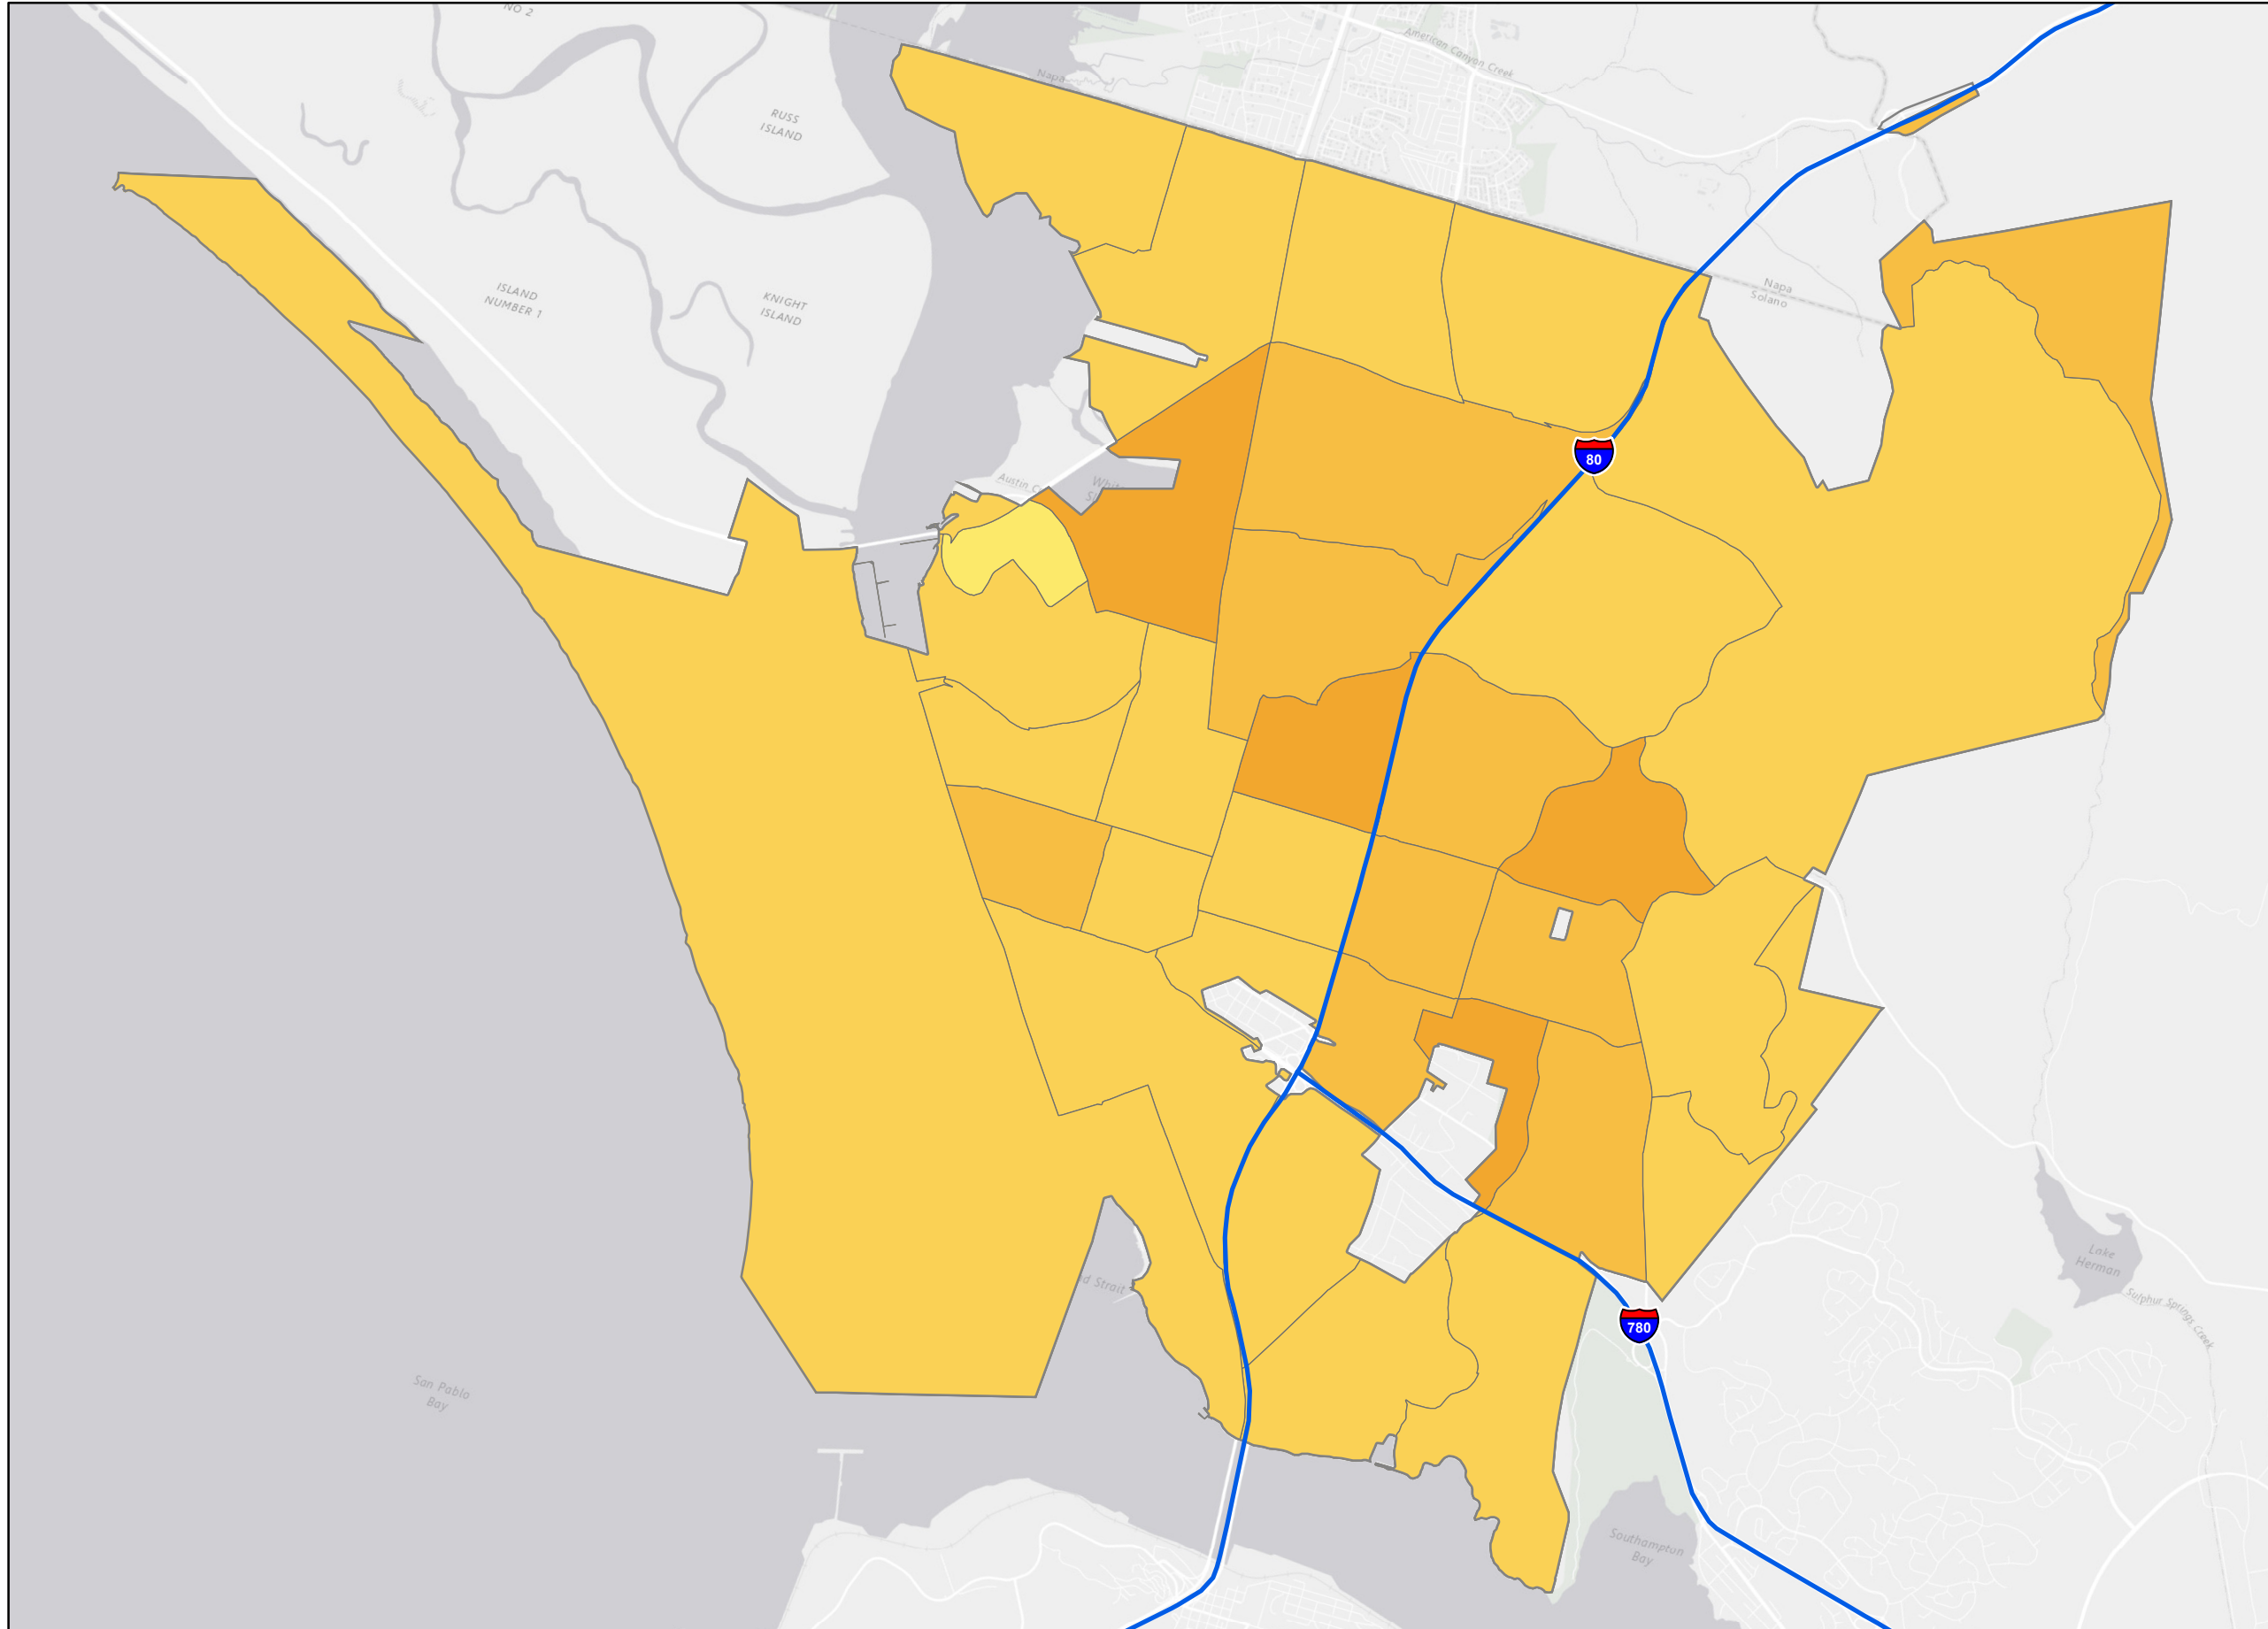 NO 2
American Canyon Creek
Napa
RUSS
ISLAND
ISLAND
NUMBER 1
KNIGHT
ISLAND
Napa
Solano
80
Austin
Lake
Herman
Sulphur Springs
Creek
d Strait
780
San Pablo
Bay
Southampton
Bay